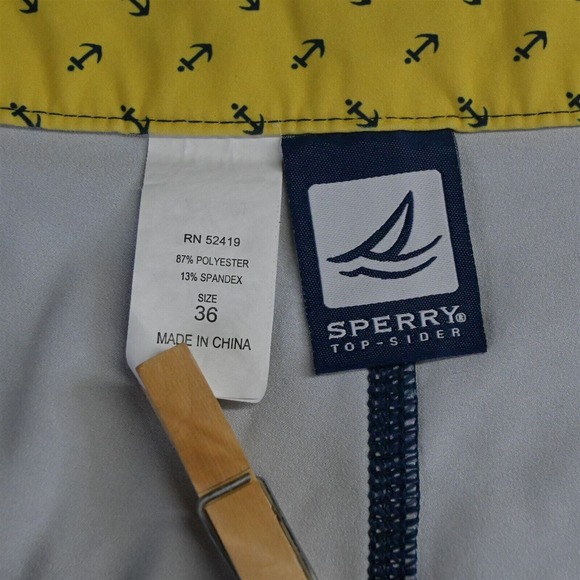 RN 52419
87% POLYESTER
13% SPANDEX
SIZE
36
MADE IN CHINA
SPERRY®
TOP-SIDER